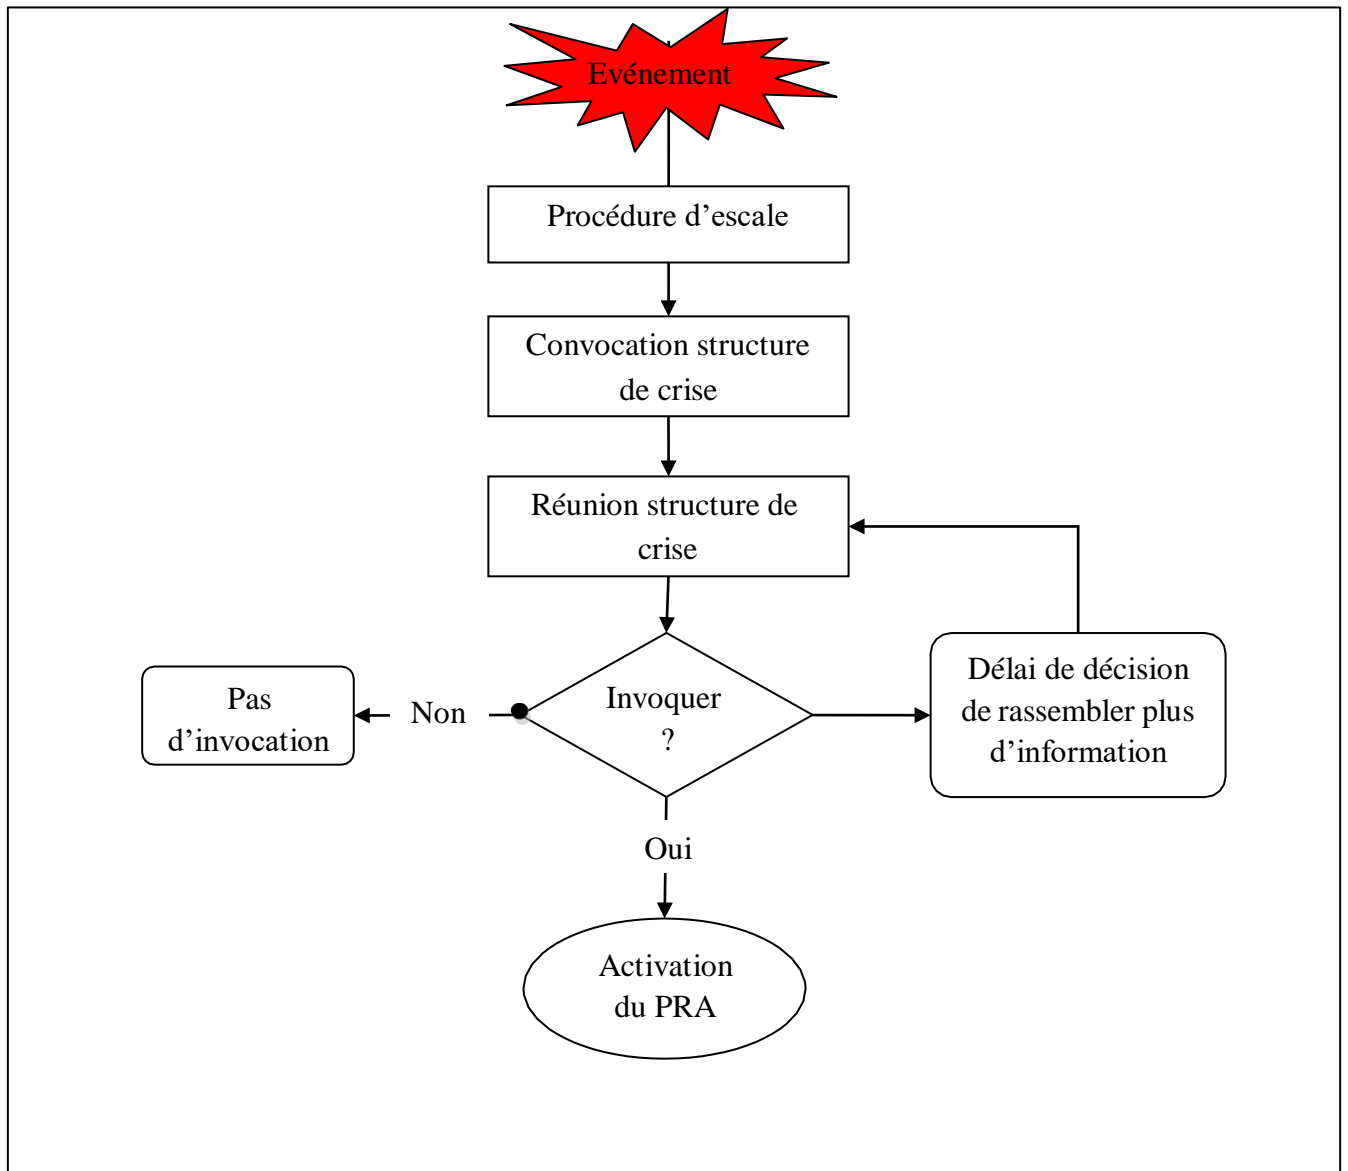 Evénement
Procédure d’escale
Convocation structure
de crise
Réunion structure de
crise
Pas
d’invocation
Non
Invoquer
?
Délai de décision
de rassembler plus
d’information
Oui
Activation
du PRA